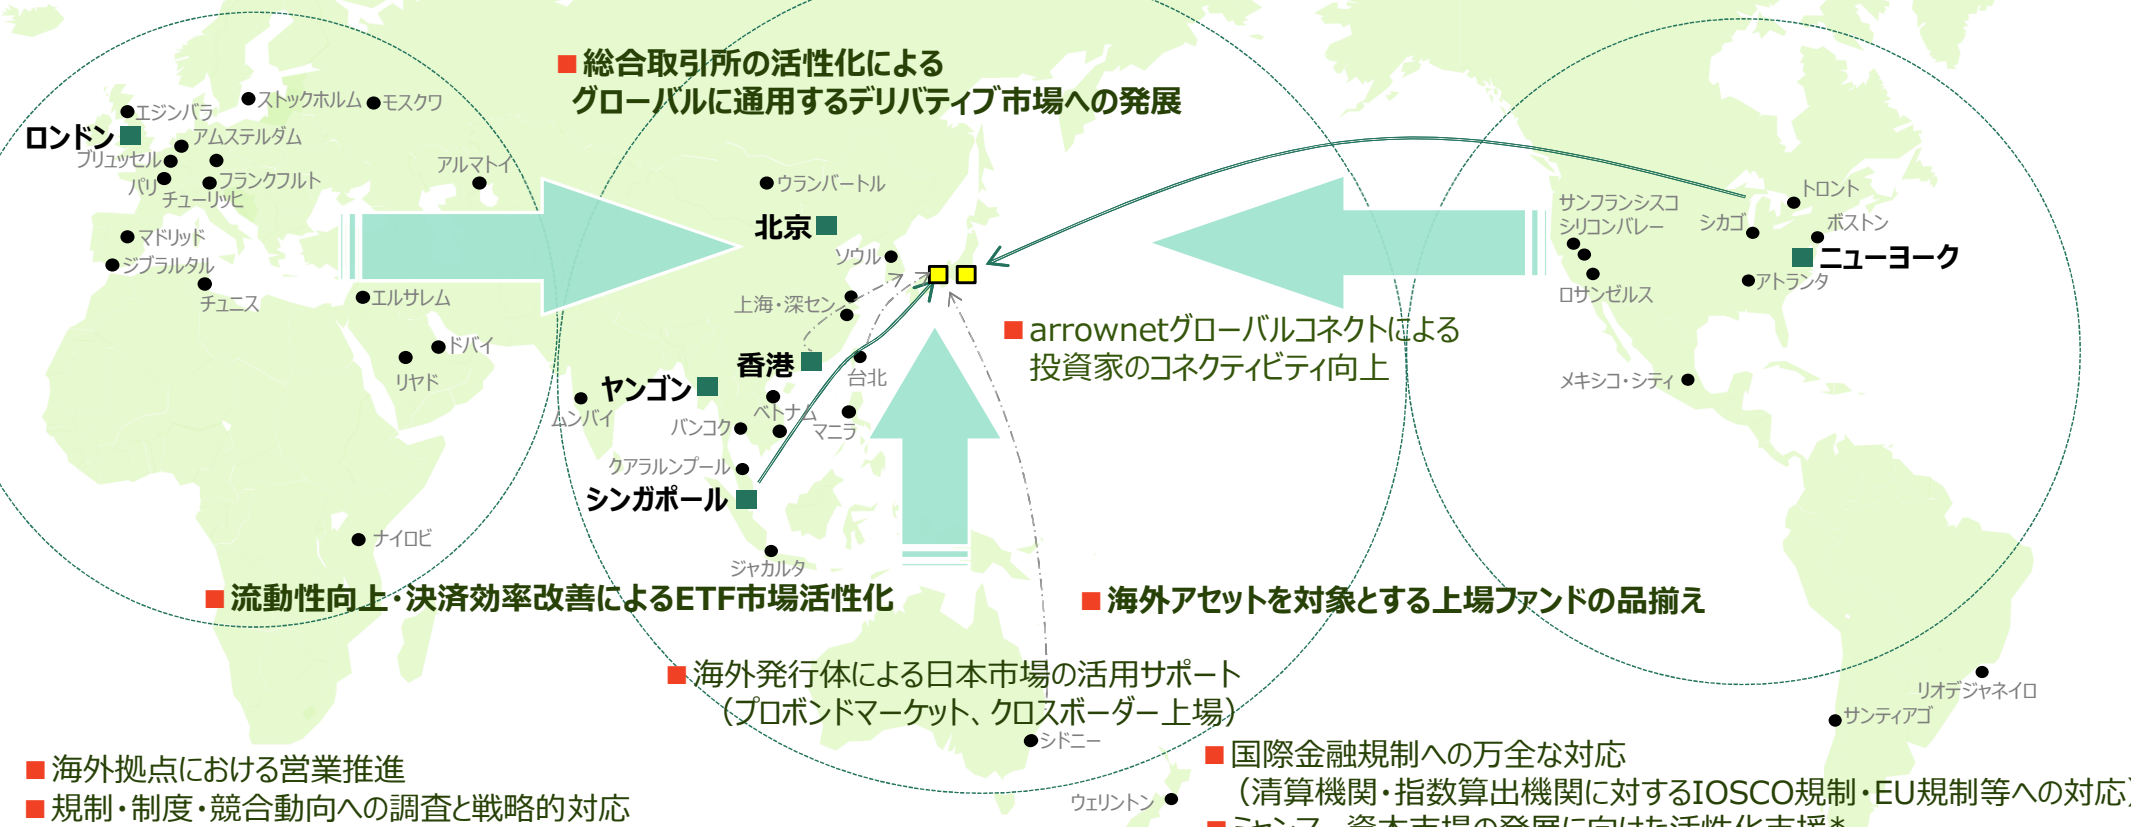 ■総合取引所の活性化による
グローバルに通用するデリバティブ市場への発展
エジンバラ
ストックホルム
モスクワ
ロンドン
アムステルダム
ブリュッセル
パリ
フランクフルト
チューリッヒ
アルマトイ
マドリッド
ジブラルタル
チュニス
エルサレム
ドバイ
リヤド
ナイロビ
ウランバートル
北京
ソウル
上海・深セン
香港
台北
ヤンゴン
ムンバイ
バンコク
ベトナム
マニラ
クアラルンプール
シンガポール
ジャカルタ
サンフランシスコ
シリコンバレー
ロサンゼルス
シカゴ
トロント
ボストン
ニューヨーク
アトランタ
メキシコ・シティ
■arrownetグローバルコネクトによる
投資家のコネクティビティ向上
■流動性向上・決済効率改善によるETF市場活性化
■海外アセットを対象とする上場ファンドの品揃え
■海外発行体による日本市場の活用サポート
（プロボンドマーケット、クロスボーダー上場）
シドニー
ウェリントン
リオデジャネイロ
サンティアゴ
■海外拠点における営業推進
■規制・制度・競合動向への調査と戦略的対応
■国際金融規制への万全な対応
（清算機関・指数算出機関に対するIOSCO規制・EU規制等への対応）
■ミャンマー資本市場の発展に向けた活性化支援*